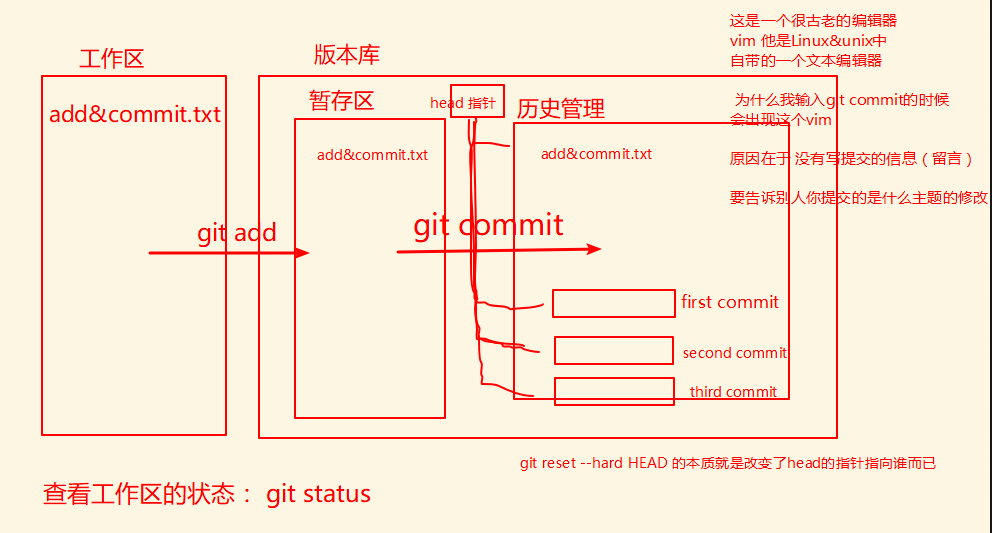 这是一个很古老的编辑器
vim 他是Linux&unix中
自带的一个文本编辑器
工作区
版本库
暂存区
head 指针
历史管理
为什么我输入git commit的时候
会出现这个vim
add&commit.txt
add&commit.txt
add&commit.txt
原因在于 没有写提交的信息（留言）
要告诉别人你提交的是什么主题的修改
git add
git commit
first commit
second commit
third commit
git reset --hard HEAD 的本质就是改变了head的指针指向谁而已
查看工作区的状态： git status